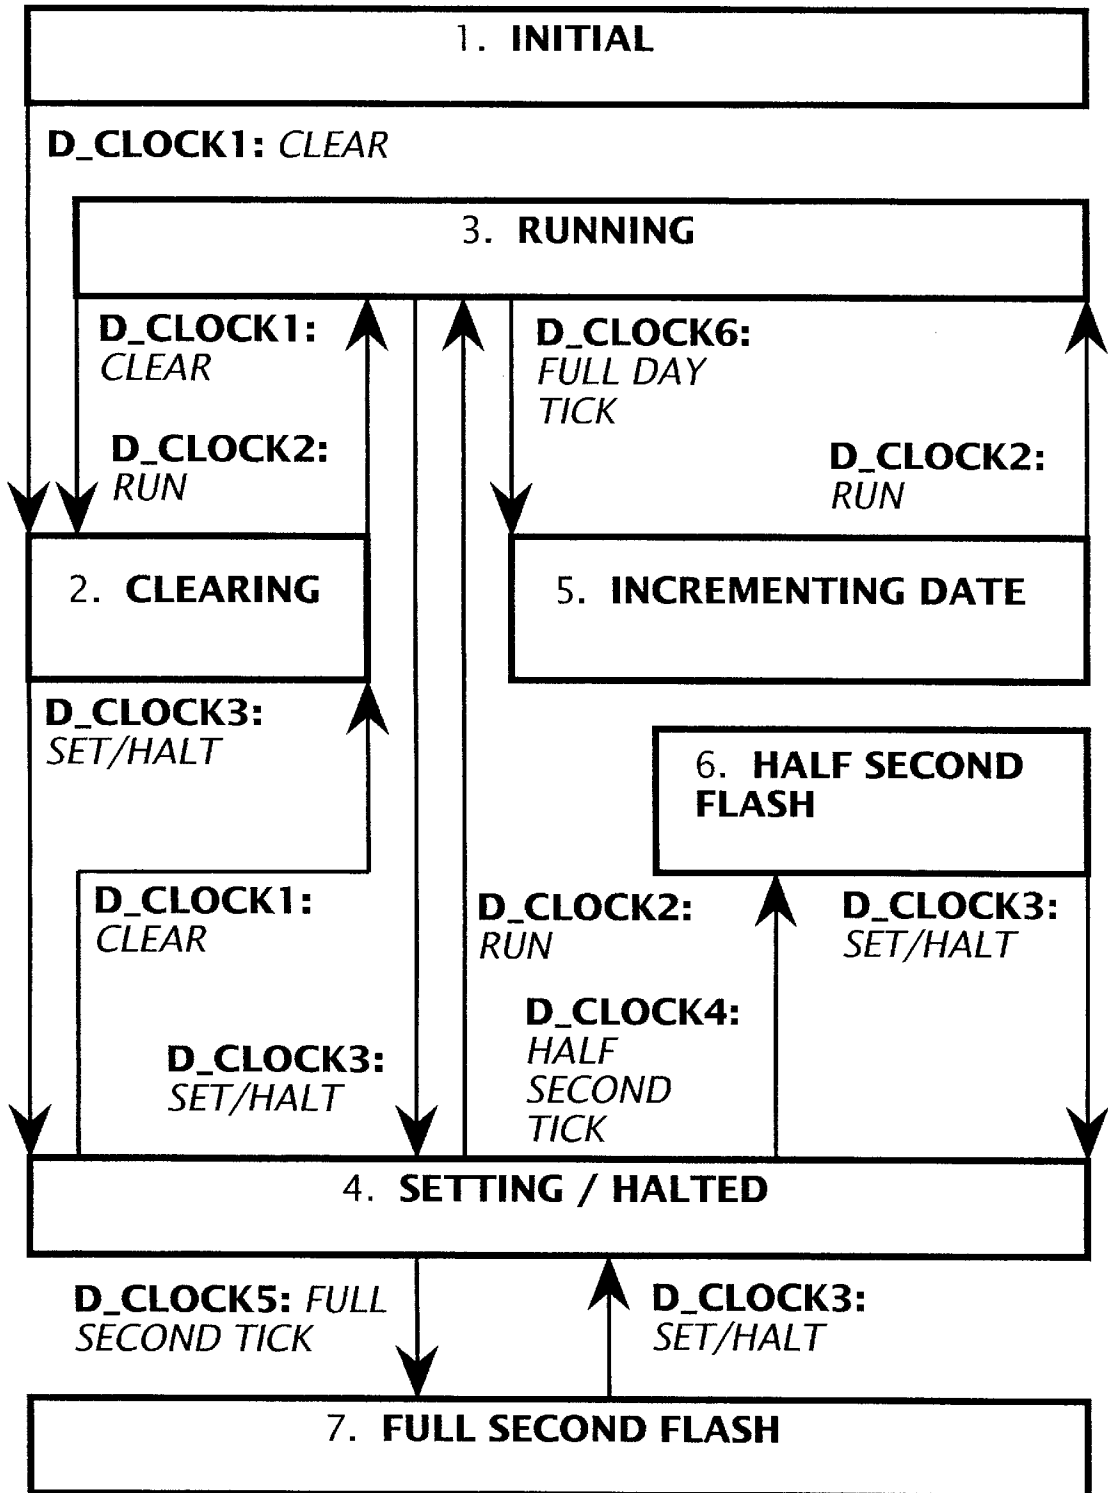 1. INITIAL
D_CLOCK1: CLEAR
3. RUNNING
D_CLOCK1:
CLEAR
D_CLOCK2:
RUN
D_CLOCK6:
FULL DAY
TICK
D_CLOCK2:
RUN
2. CLEARING
5. INCREMENTING DATE
D_CLOCK3:
SET/HALT
6. HALF SECOND
FLASH
D_CLOCK1:
CLEAR
D_CLOCK2:
RUN
D_CLOCK3:
SET/HALT
D_CLOCK3:
SET/HALT
D_CLOCK4:
HALF
SECOND
TICK
4. SETTING / HALTED
D_CLOCK5: FULL
SECOND TICK
D_CLOCK3:
SET/HALT
7. FULL SECOND FLASH